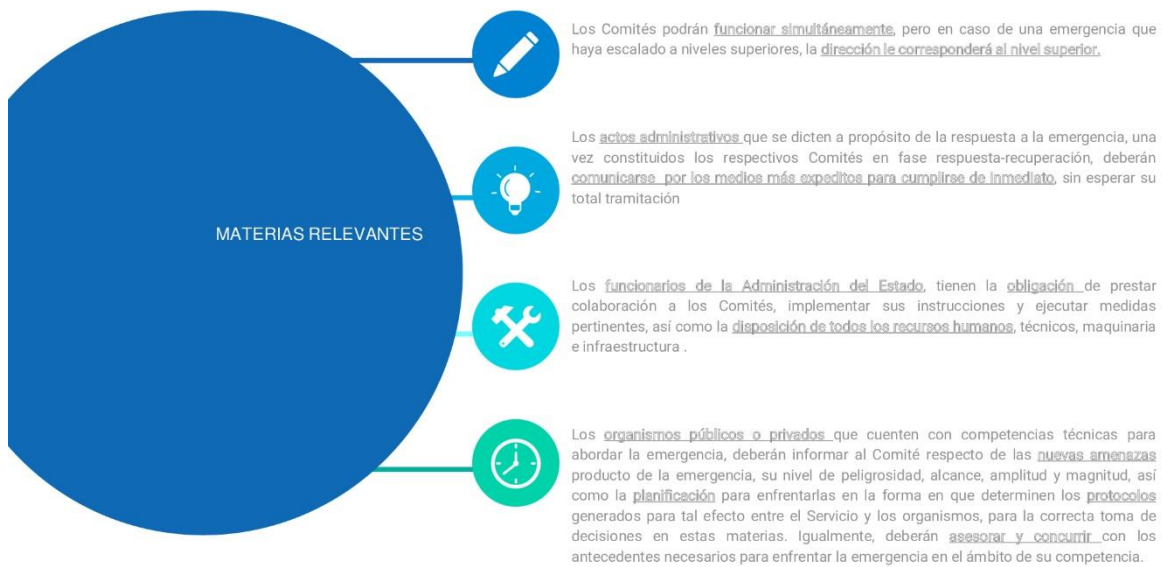 MATERIAS RELEVANTES
Los Comités podrán funcionar simultáneamente, pero en caso de una emergencia que
haya escalado a niveles superiores, la dirección le corresponderá al nivel superior.
Los actos administrativos que se dicten a propósito de la respuesta a la emergencia, una
vez constituidos los respectivos Comités en fase respuesta-recuperación, deberán
comunicarse por los medios más expeditos para cumplirse de inmediato, sin esperar su
total tramitación
Los funcionarios de la Administración del Estado, tienen la obligación de prestar
colaboración a los Comités, implementar sus instrucciones y ejecutar medidas
pertinentes, así como la disposición de todos los recursos humanos, técnicos, maquinaria
e infraestructura .
Los organismos públicos o privados que cuenten con competencias técnicas para
abordar la emergencia, deberán informar al Comité respecto de las nuevas amenazas
producto de la emergencia, su nivel de peligrosidad, alcance, amplitud y magnitud, así
como la planificación para enfrentarlas en la forma en que determinen los protocolos
generados para tal efecto entre el Servicio y los organismos, para la correcta toma de
decisiones en estas materias. Igualmente, deberán asesorar y concurrir con los
antecedentes necesarios para enfrentar la emergencia en el ámbito de su competencia.